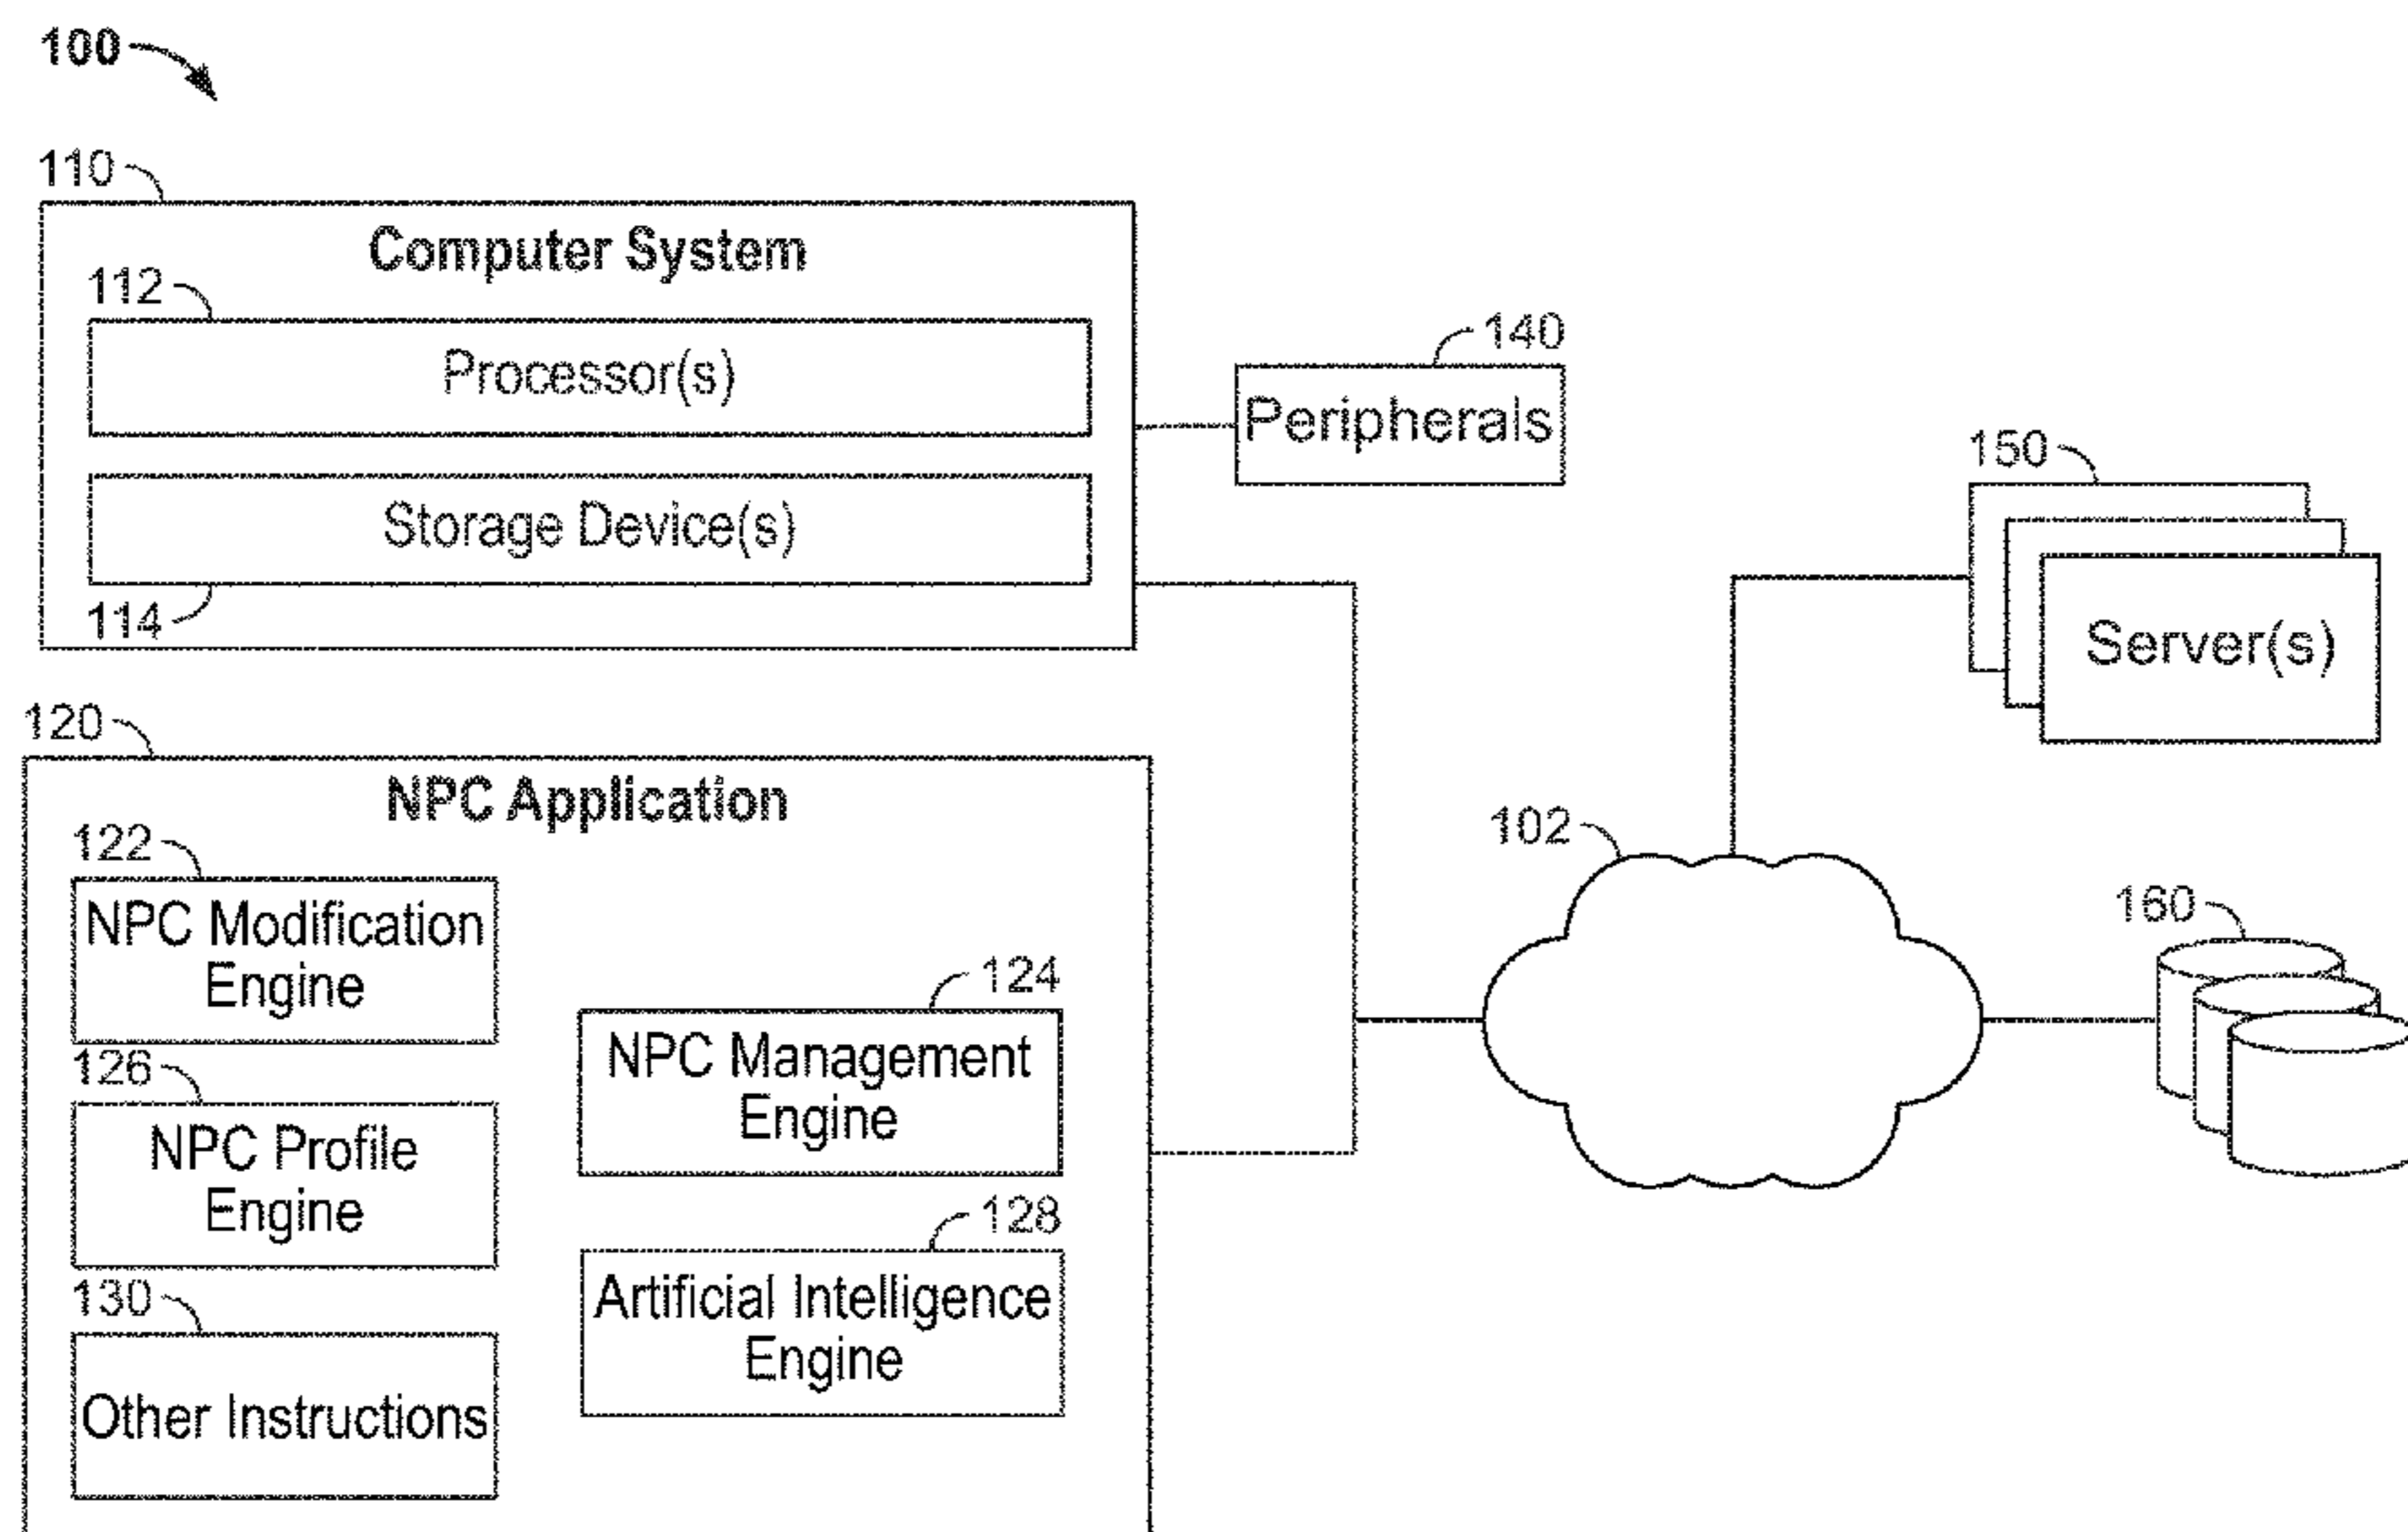 100
110
Computer System
112
Processor(s)
140
Peripherals
Storage Device(s)
114
150
Server(s)
120
NPC Application
122
NPC Modification
Engine
124
NPC Management
Engine
126
NPC Profile
Engine
128
Artificial Intelligence
Engine
130
Other Instructions
102
160